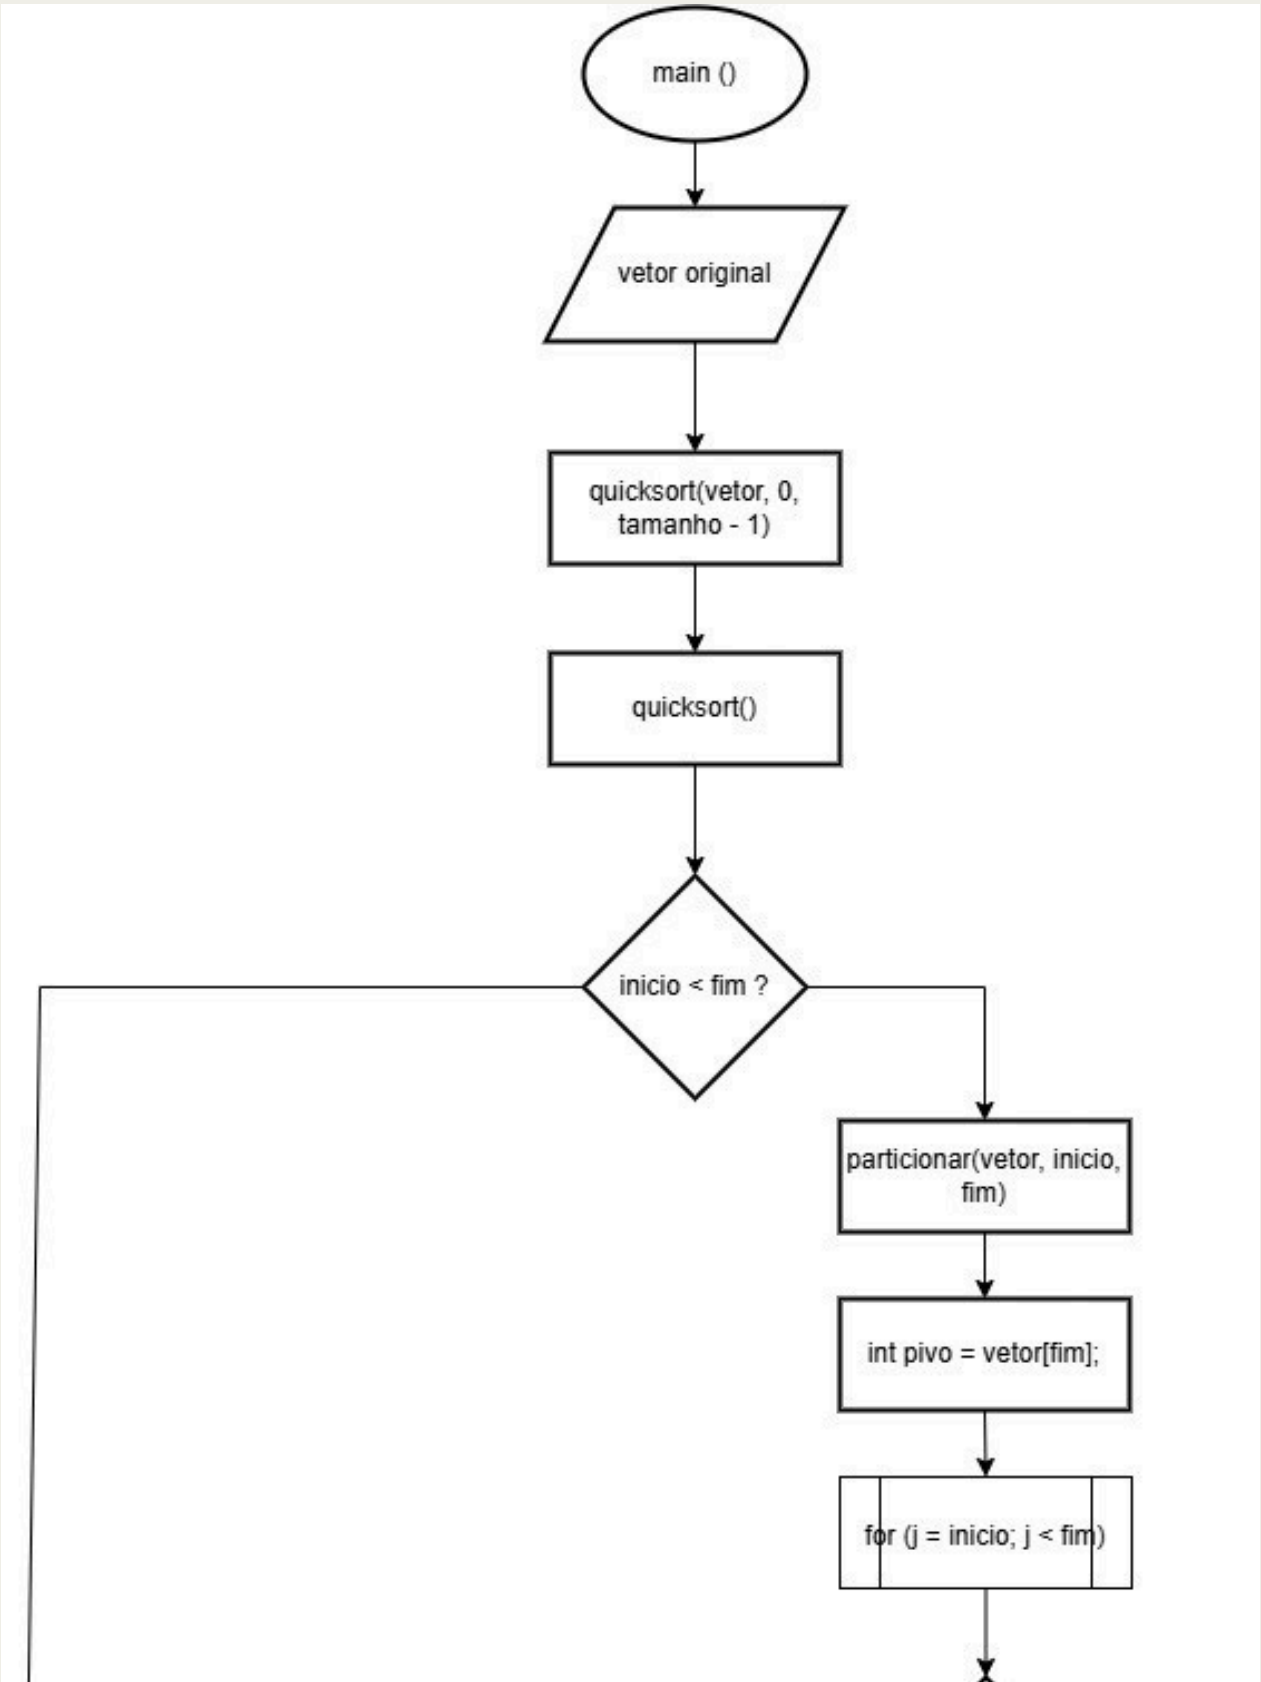 main ()
vetor original
quicksort(vetor, 0,
tamanho - 1)
quicksort()
inicio < fim ?
particionar(vetor, inicio,
fim)
int pivo = vetor[fim];
for (j = inicio; j < fim)